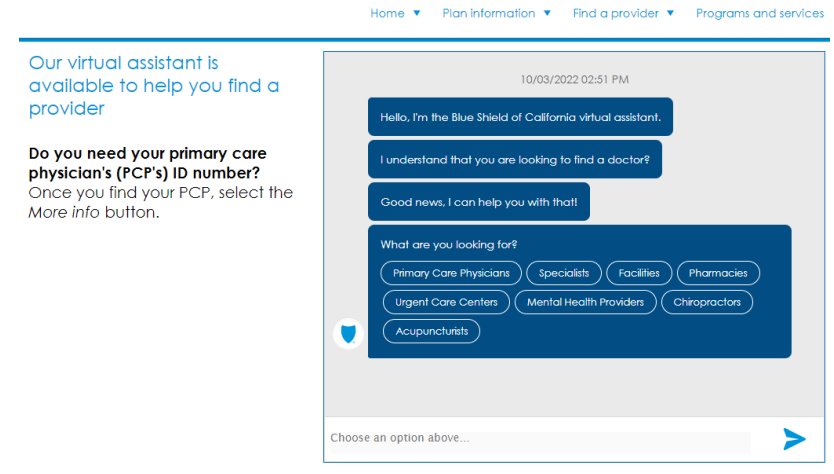 Home ▼ Plan information ▼ Find a provider ▼ Programs and services
Our virtual assistant is
available to help you find a
provider
Do you need your primary care
physician's (PCP's) ID number?
Once you find your PCP, select the
More info button.
10/03/2022 02:51 PM
Hello, I'm the Blue Shield of California virtual assistant.
I understand that you are looking to find a doctor?
Good news, I can help you with that!
What are you looking for?
Primary Care Physicians Specialists Facilities Pharmacies
Urgent Care Centers Mental Health Providers Chiropractors
Acupuncturists
Choose an option above...